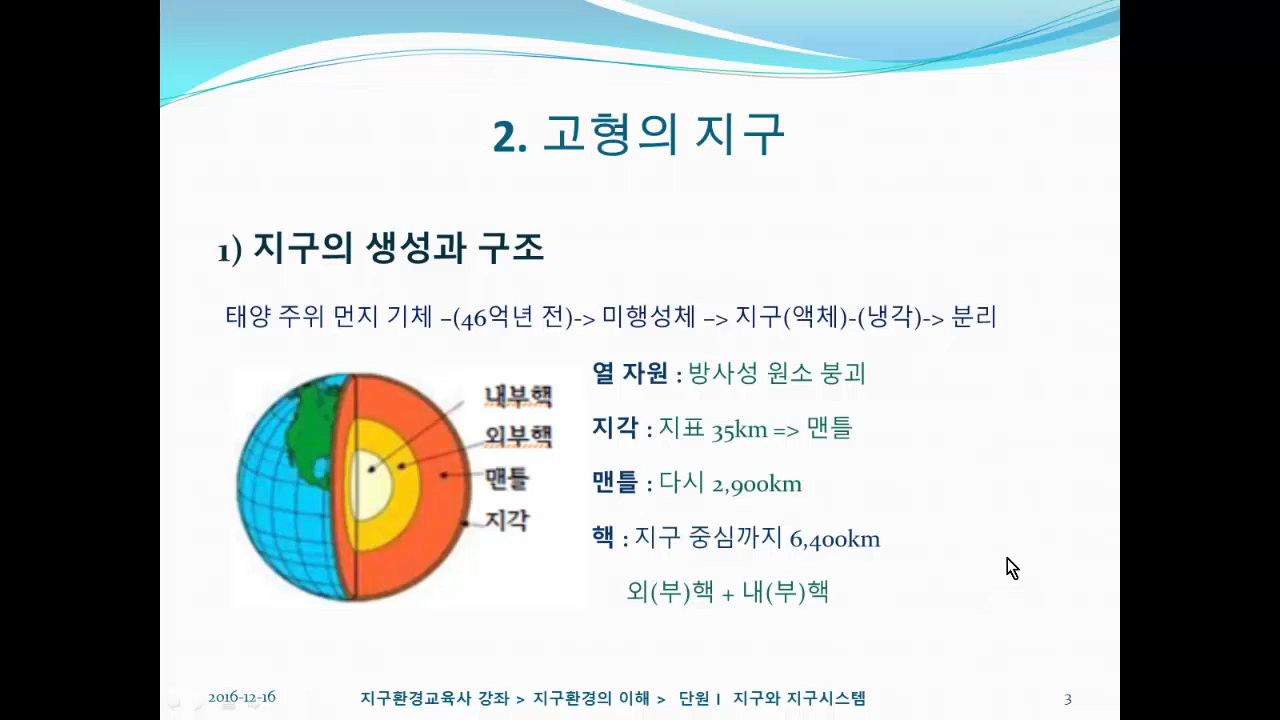 2. 고형의 지구
1) 지구의 생성과 구조
태양 주위 먼지 기체 –(46억년 전)-> 미행성체 –> 지구(액체)-(냉각)-> 분리
열 자원 : 방사성 원소 붕괴
지각 : 지표 35km => 맨틀
맨틀 : 다시 2,900km
핵 : 지구 중심까지 6,400km
외(부)핵 + 내(부)핵
내부핵
외부핵
맨틀
지각
2016-12-16
지구환경교육사 강좌 > 지구환경의 이해 > 단원 I 지구와 지구시스템
3